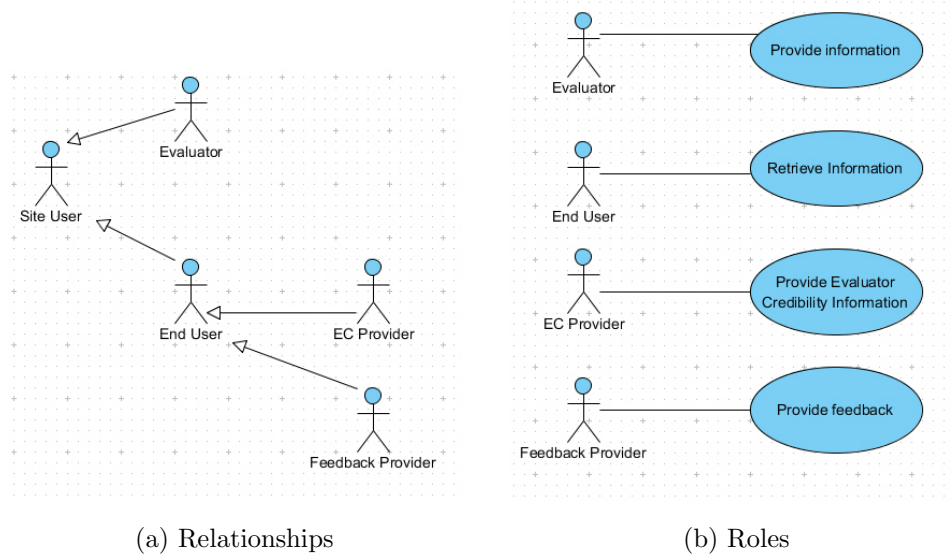 Evaluator
Site User
End User
EC Provider
Feedback Provider
(a) Relationships
Evaluator
Provide information
End User
Retrieve Information
EC Provider
Provide Evaluator
Credibility Information
Feedback Provider
Provide feedback
(b) Roles